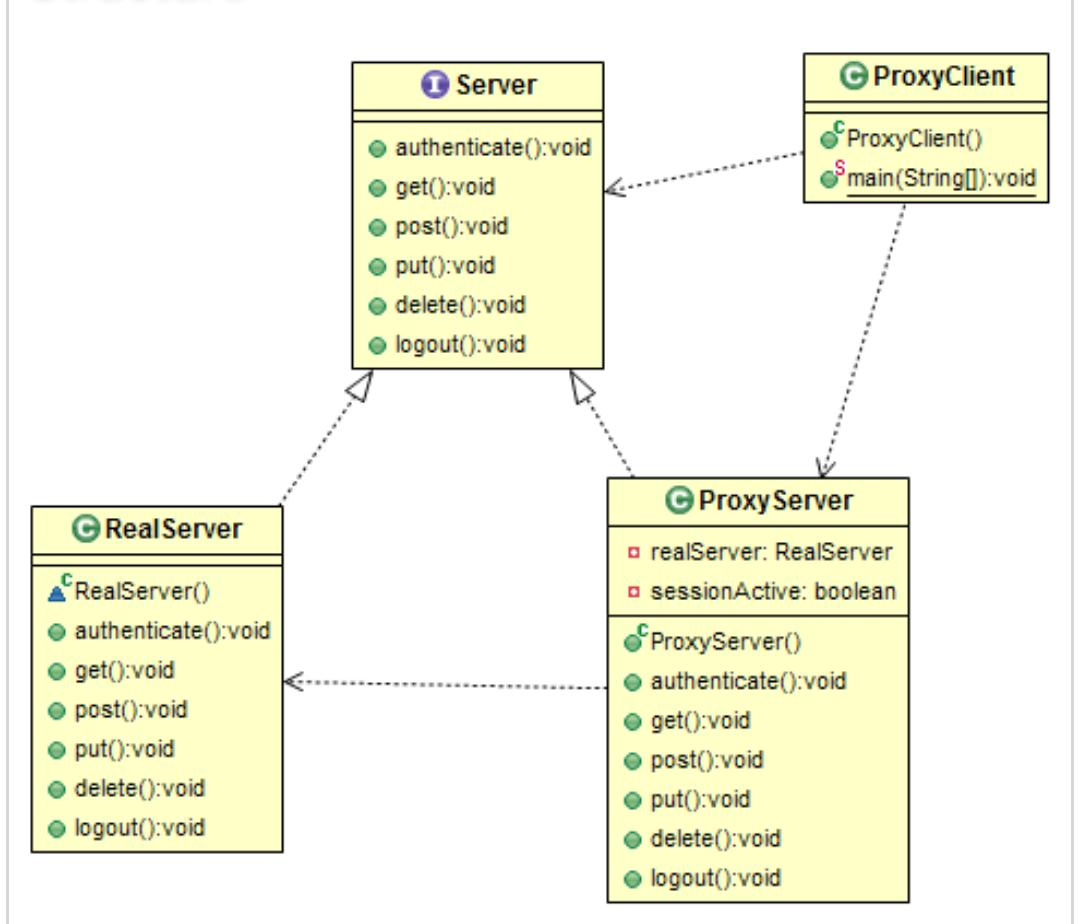 Server
authenticate():void
get():void
post():void
put():void
delete():void
logout():void
ProxyClient
ProxyClient()
main(String[]):void
RealServer
RealServer()
authenticate():void
get():void
post():void
put():void
delete():void
logout():void
ProxyServer
realServer: RealServer
sessionActive: boolean
ProxyServer()
authenticate():void
get():void
post():void
put():void
delete():void
logout():void